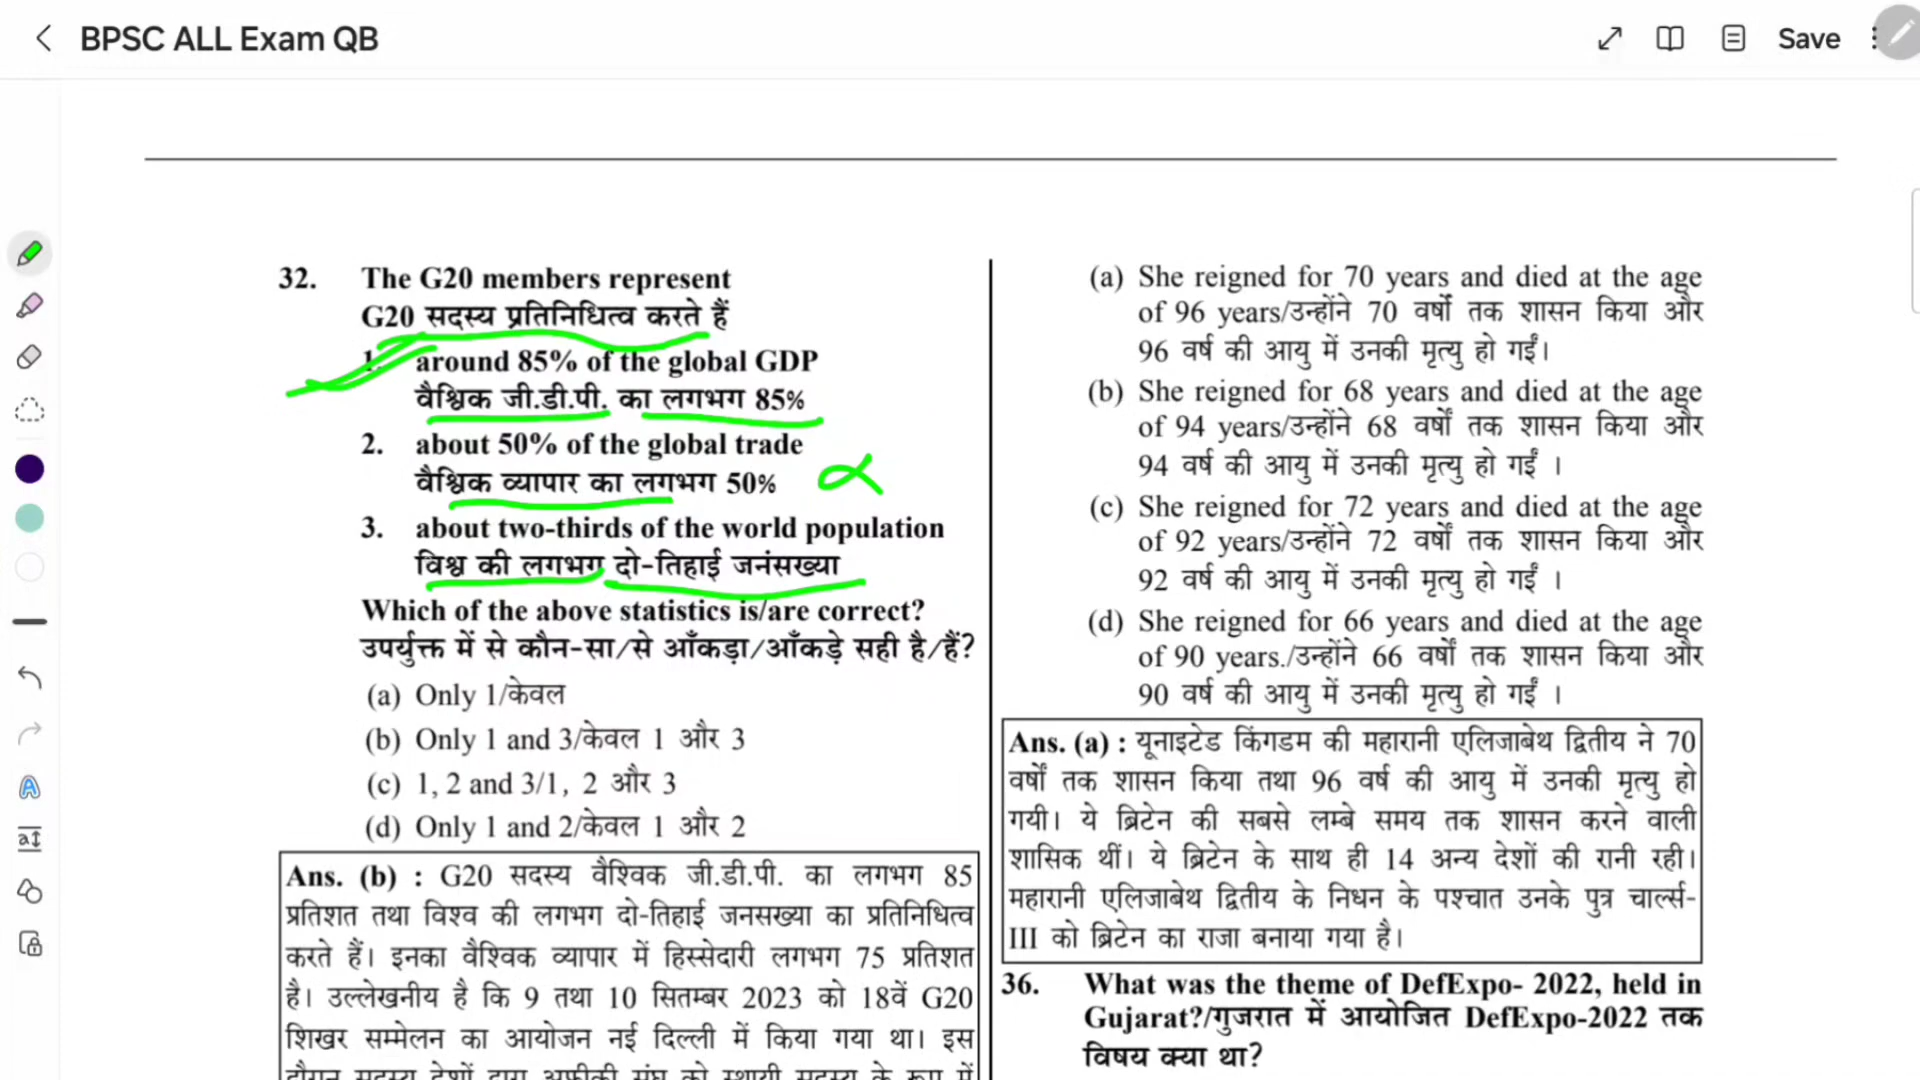 BPSC ALL Exam QB
Save
32. The G20 members represent
G20 सदस्य प्रतिनिधित्व करते हैं
1. around 85% of the global GDP
वैश्विक जी.डी.पी. का लगभग 85%
2. about 50% of the global trade
वैश्विक व्यापार का लगभग 50%
3. about two-thirds of the world population
विश्व की लगभग दो-तिहाई जनंसख्या
Which of the above statistics is/are correct?
उपर्युक्त में से कौन-सा/से आँकड़ा/आँकड़े सही है/हैं?
(a) Only 1/केवल
(b) Only 1 and 3/केवल 1 और 3
(c) 1, 2 and 3/1, 2 और 3
(d) Only 1 and 2/केवल 1 और 2
Ans. (b) : G20 सदस्य वैश्विक जी.डी.पी. का लगभग 85
प्रतिशत तथा विश्व की लगभग दो-तिहाई जनसख्या का प्रतिनिधित्व
करते हैं। इनका वैश्विक व्यापार में हिस्सेदारी लगभग 75 प्रतिशत
है। उल्लेखनीय है कि 9 तथा 10 सितम्बर 2023 को 18वें G20
शिखर सम्मेलन का आयोजन नई दिल्ली में किया गया था। इस
(a) She reigned for 70 years and died at the age
of 96 years/उन्होंने 70 वर्षों तक शासन किया और
96 वर्ष की आयु में उनकी मृत्यु हो गईं।
(b) She reigned for 68 years and died at the age
of 94 years/उन्होंने 68 वर्षों तक शासन किया और
94 वर्ष की आयु में उनकी मृत्यु हो गईं ।
(c) She reigned for 72 years and died at the age
of 92 years/उन्होंने 72 वर्षों तक शासन किया और
92 वर्ष की आयु में उनकी मृत्यु हो गईं ।
(d) She reigned for 66 years and died at the age
of 90 years./उन्होंने 66 वर्षों तक शासन किया और
90 वर्ष की आयु में उनकी मृत्यु हो गईं ।
Ans. (a) : यूनाइटेड किंगडम की महारानी एलिजाबेथ द्वितीय ने 70
वर्षों तक शासन किया तथा 96 वर्ष की आयु में उनकी मृत्यु हो
गयी। ये ब्रिटेन की सबसे लम्बे समय तक शासन करने वाली
शासिक थीं। ये ब्रिटेन के साथ ही 14 अन्य देशों की रानी रही।
महारानी एलिजाबेथ द्वितीय के निधन के पश्चात उनके पुत्र चार्ल्स-
III को ब्रिटेन का राजा बनाया गया है।
36. What was the theme of DefExpo- 2022, held in
Gujarat?/गुजरात में आयोजित DefExpo-2022 तक
विषय क्या था?